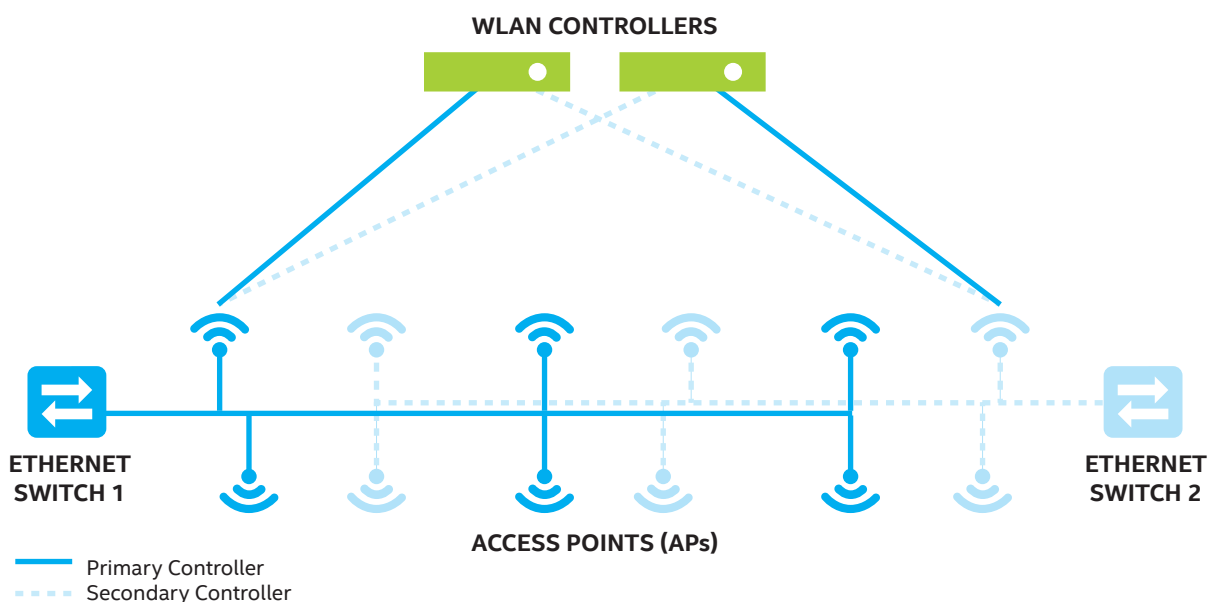 WLAN CONTROLLERS
ETHERNET
SWITCH 1
ETHERNET
SWITCH 2
ACCESS POINTS (APs)
Primary Controller
Secondary Controller